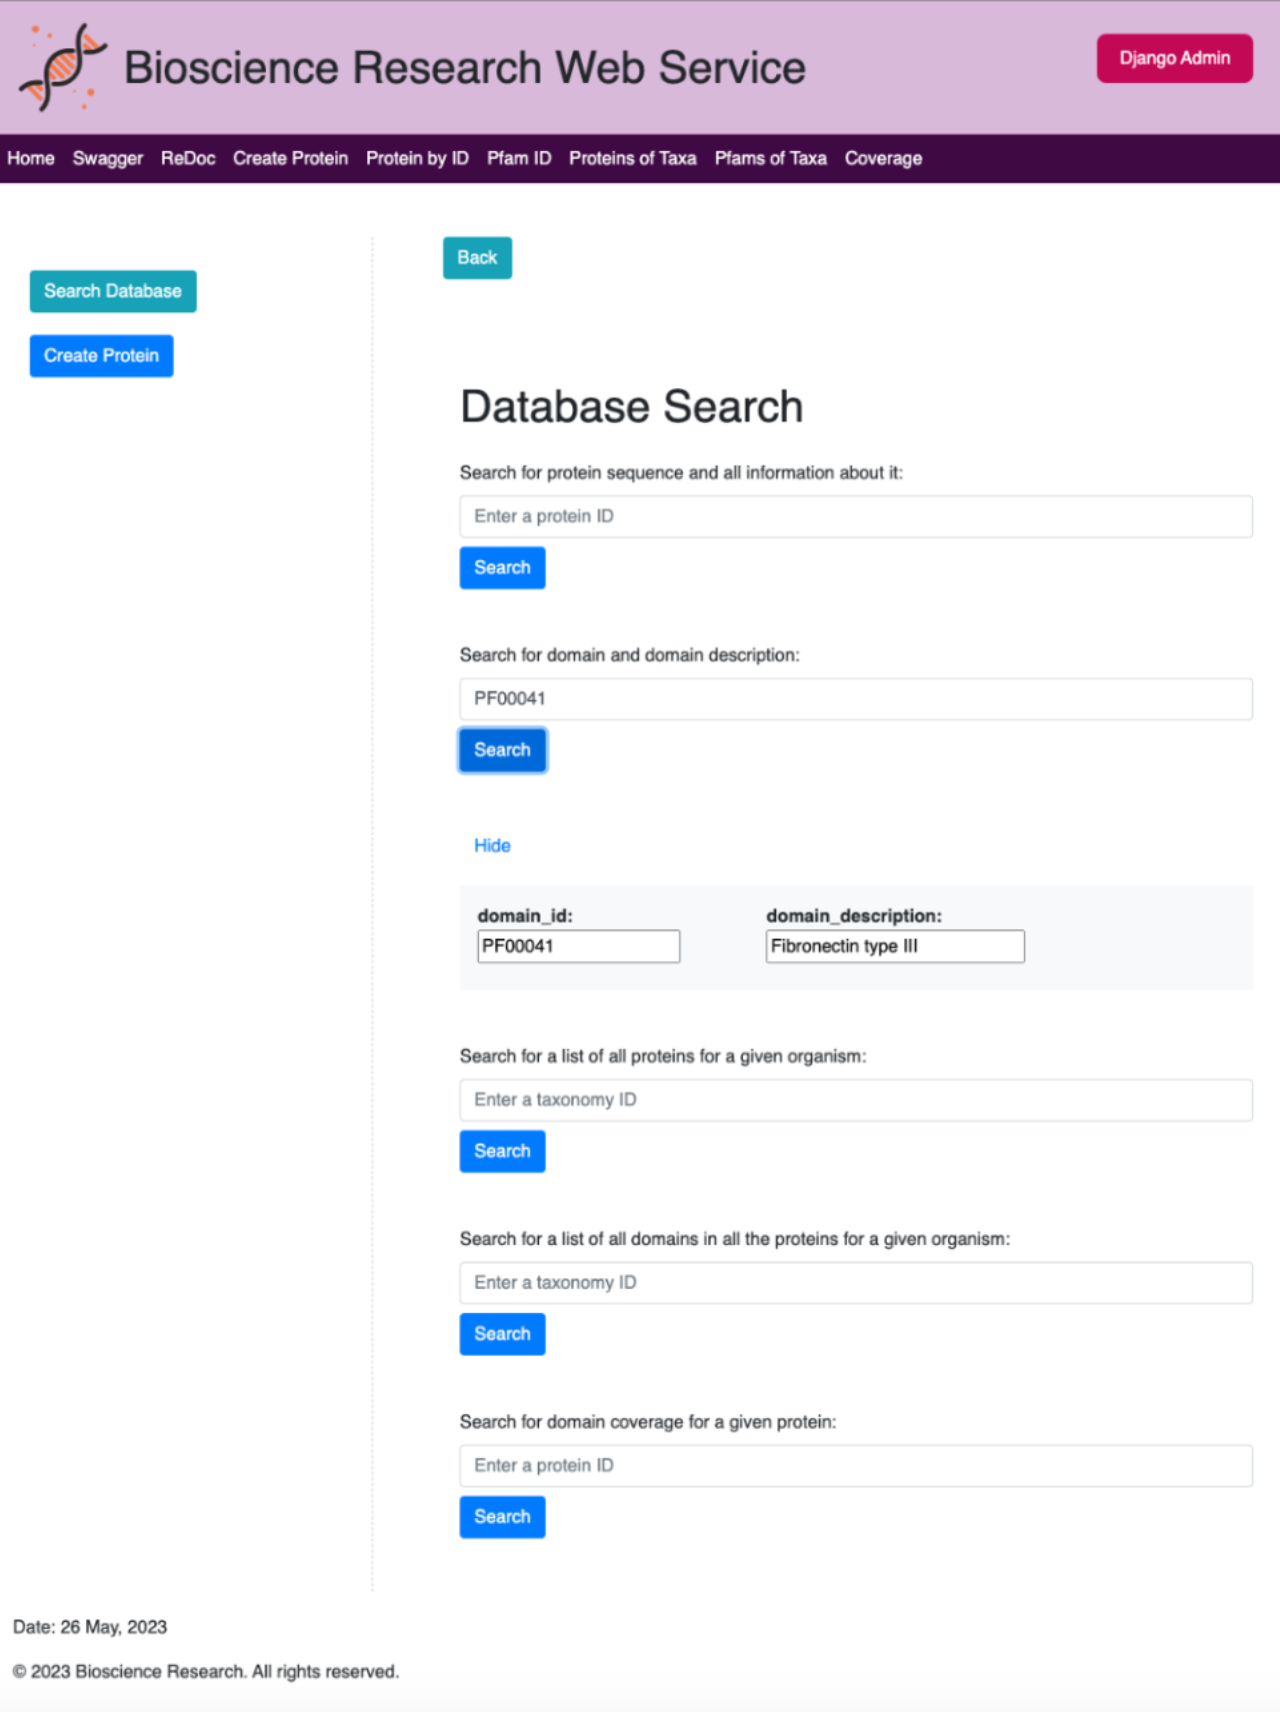 Bioscience Research Web Service
Django Admin
Home Swagger ReDoc Create Protein Protein by ID Pfam ID Proteins of Taxa Pfams of Taxa Coverage
Search Database
Create Protein
Back
Database Search
Search for protein sequence and all information about it:
Enter a protein ID
Search
Search for domain and domain description:
PF00041
Search
Hide
domain_id: domain_description:
PF00041 Fibronectin type III
Search for a list of all proteins for a given organism:
Enter a taxonomy ID
Search
Search for a list of all domains in all the proteins for a given organism:
Enter a taxonomy ID
Search
Search for domain coverage for a given protein:
Enter a protein ID
Search
Date: 26 May, 2023
© 2023 Bioscience Research. All rights reserved.